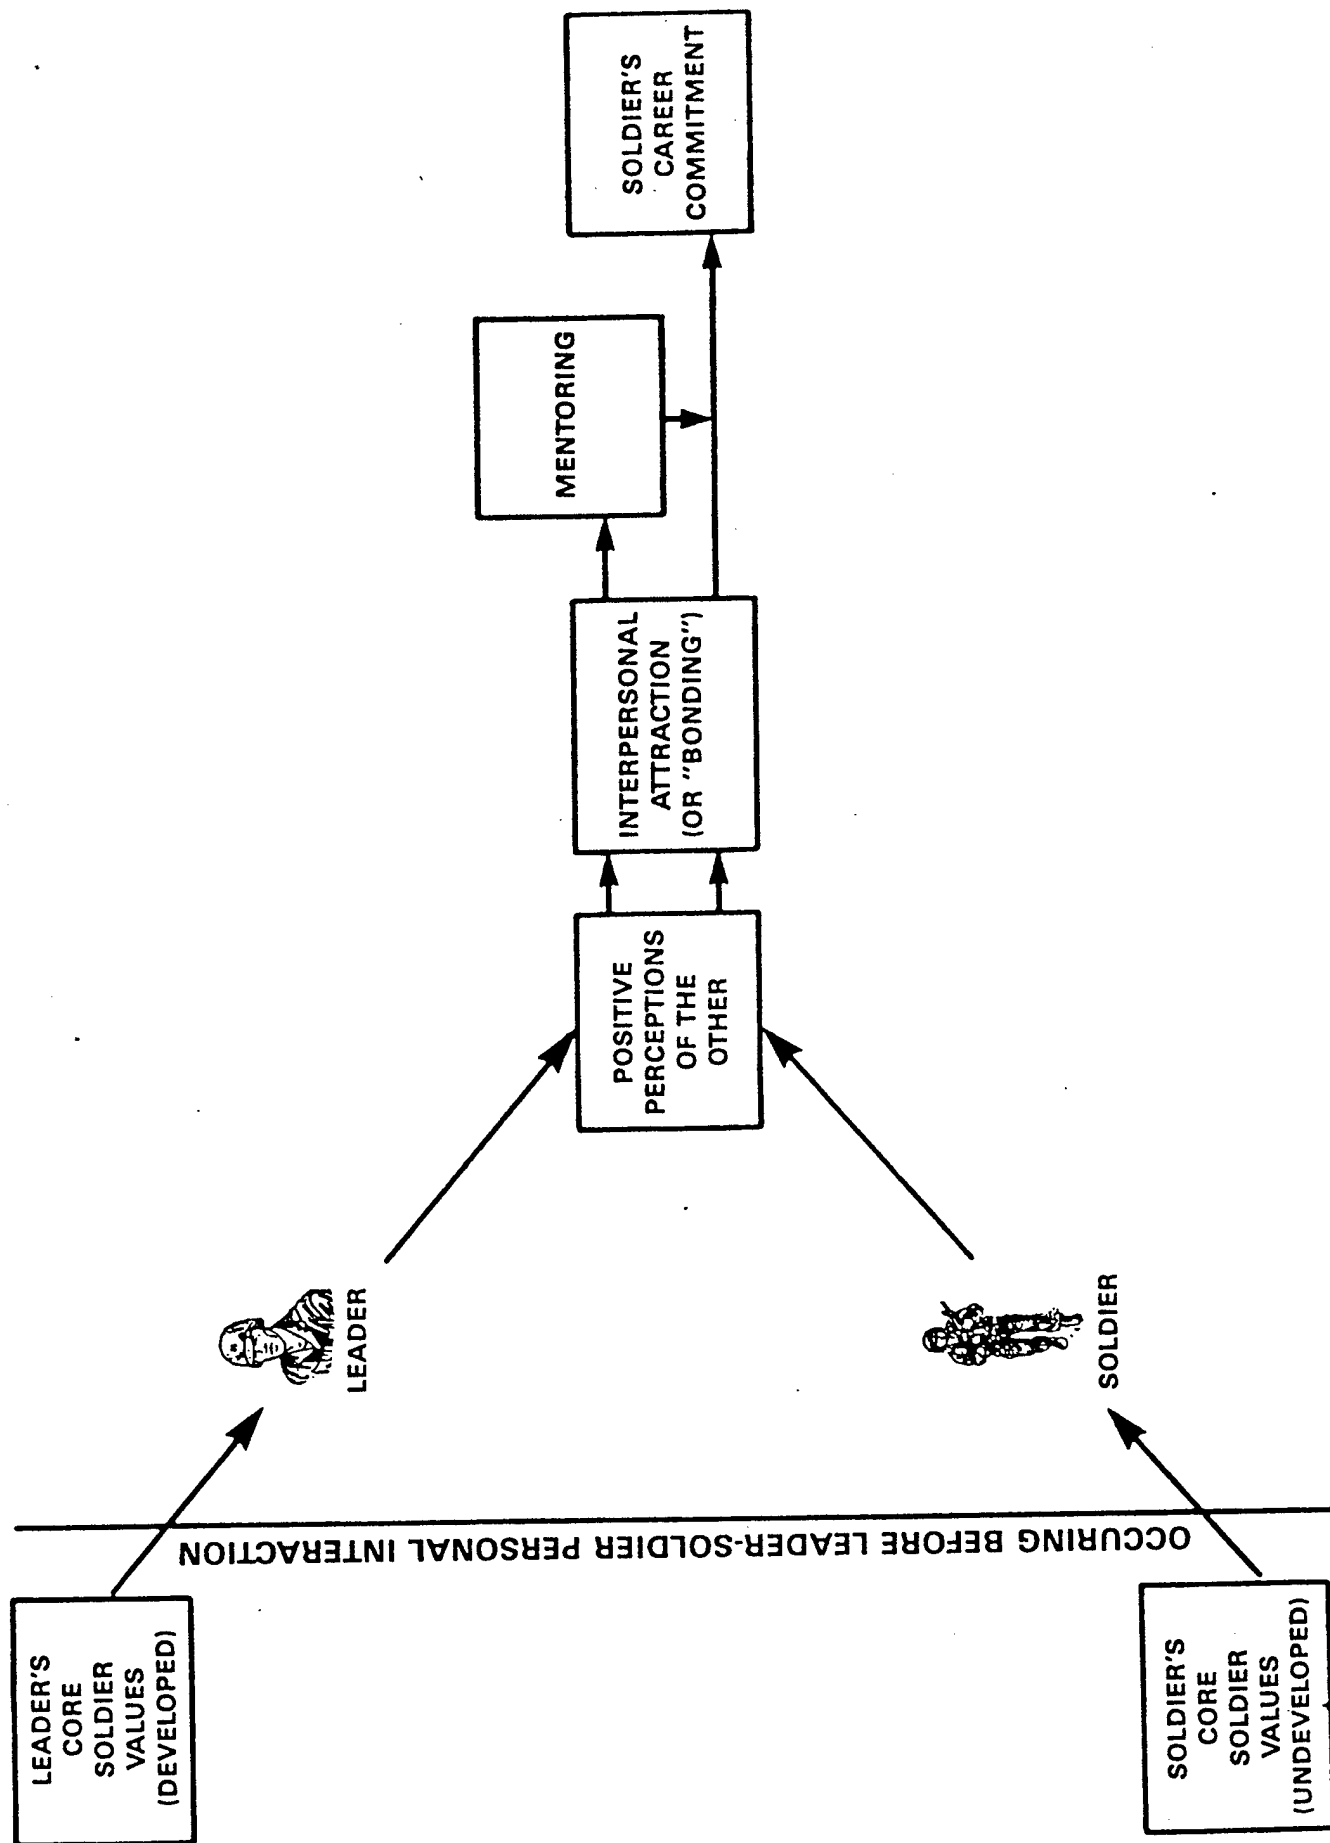 LEADER'S
CORE
SOLDIER
VALUES
(DEVELOPED)
OCCURING BEFORE LEADER-SOLDIER PERSONAL INTERACTION
SOLDIER'S
CORE
SOLDIER
VALUES
(UNDEVELOPED)
LEADER
SOLDIER
POSITIVE
PERCEPTIONS
OF THE
OTHER
INTERPERSONAL
ATTRACTION
(OR "BONDING")
MENTORING
SOLDIER'S
CAREER
COMMITMENT